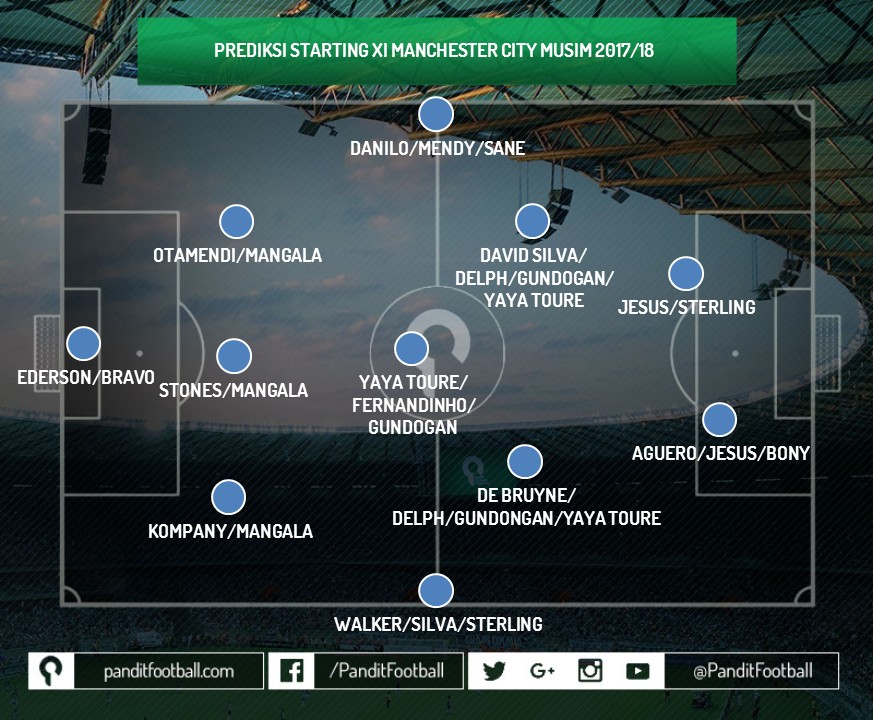 PREDIKSI STARTING XI MANCHESTER CITY MUSIM 2017/18
DANILO/MENDY/SANE
OTAMENDI/MANGALA
DAVID SILVA/
DELPH/GUNDOGAN/
YAYA TOURE
JESUS/STERLING
EDERSON/BRAVO
STONES/MANGALA
YAYA TOURE/
FERNANDINHO/
GUNDOGAN
AGUERO/JESUS/BONY
KOMPANY/MANGALA
DE BRUYNE/
DELPH/GUNDONGAN/YAYA TOURE
WALKER/SILVA/STERLING
panditfootball.com
/PanditFootball
G+
@PanditFootball